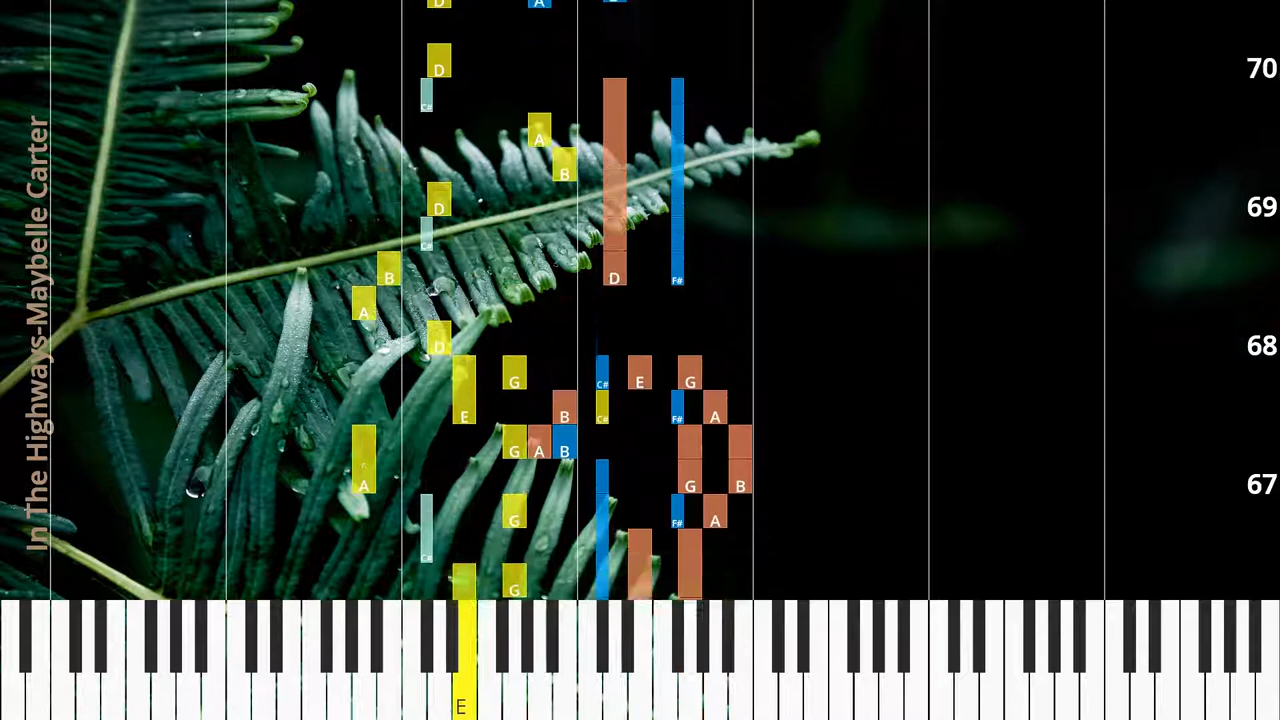 In The Highways-Maybelle Carter
D A
D 70
C#
A
B
D 69
C#
B D F#
A
D 68
G C# E G
E B C# F# A
G A B
A G B 67
G F# A
C#
G
E